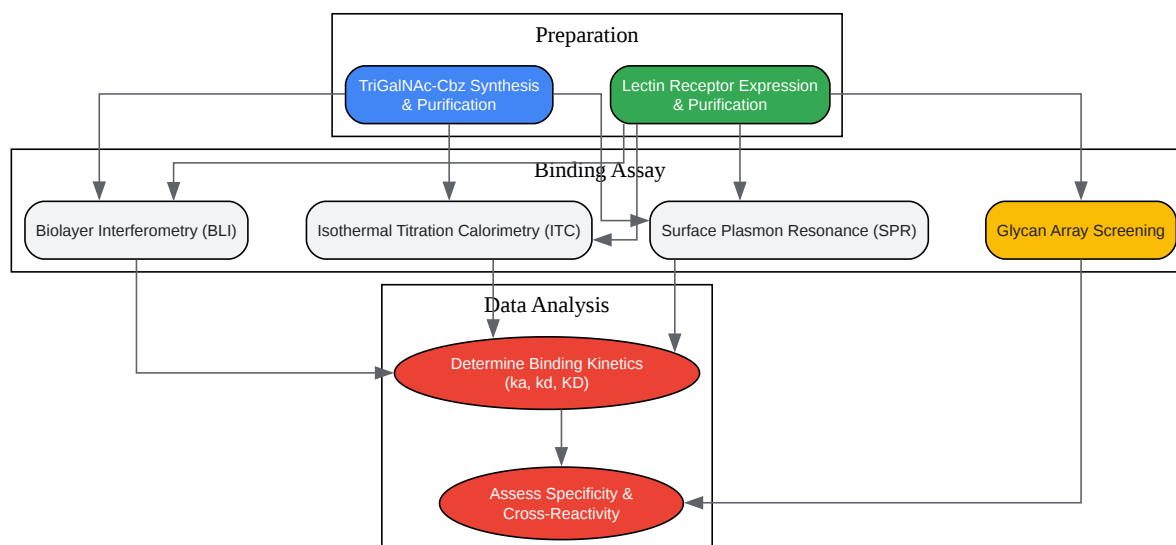 Preparation
TriGalNAc-Cbz Synthesis
& Purification
Lectin Receptor Expression
& Purification
Binding Assay
Biolayer Interferometry (BLI)
Isothermal Titration Calorimetry (ITC)
Surface Plasmon Resonance (SPR)
Glycan Array Screening
Data Analysis
Determine Binding Kinetics
(ka, kd, KD)
Assess Specificity &
Cross-Reactivity